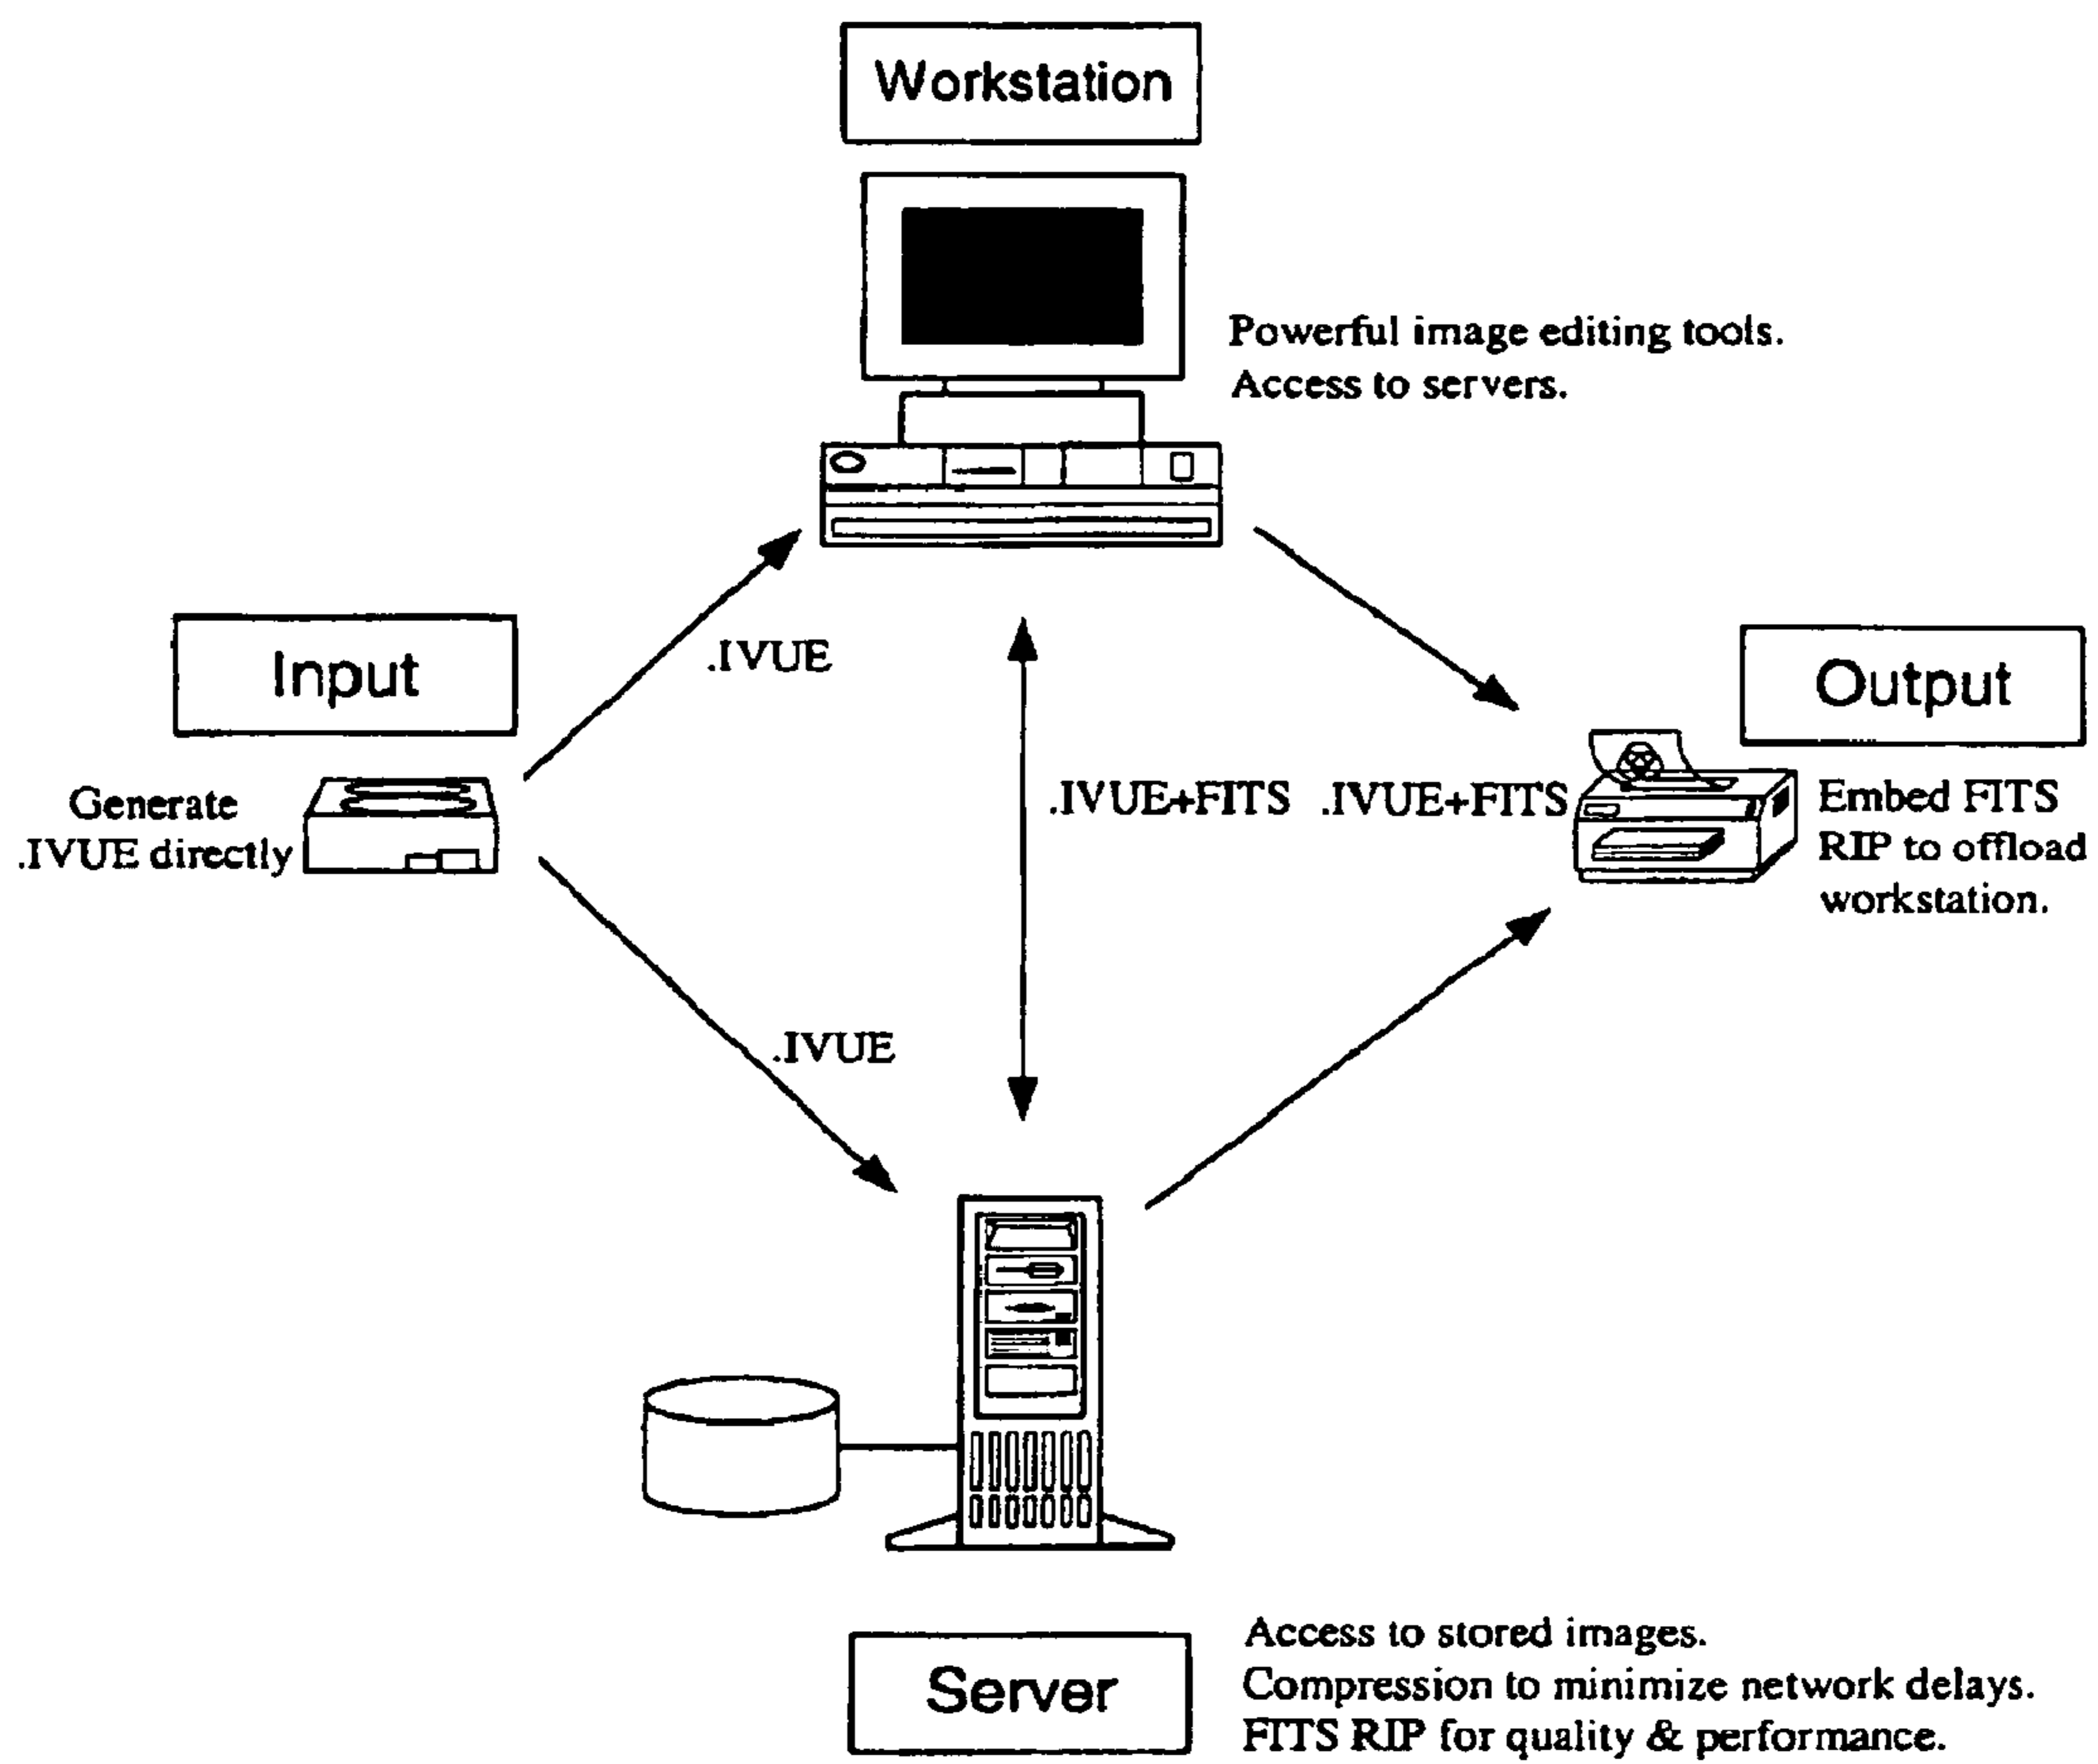 Workstation
Powerful image editing tools.
Access to servers.
.IVUE
Input
Output
Generate
.IVUE directly
.IVUE+FITS
.IVUE+FITS
Embed FITS
RIP to offload
workstation.
.IVUE
Access to stored images.
Server
Compression to minimize network delays.
FITS RIP for quality & performance.